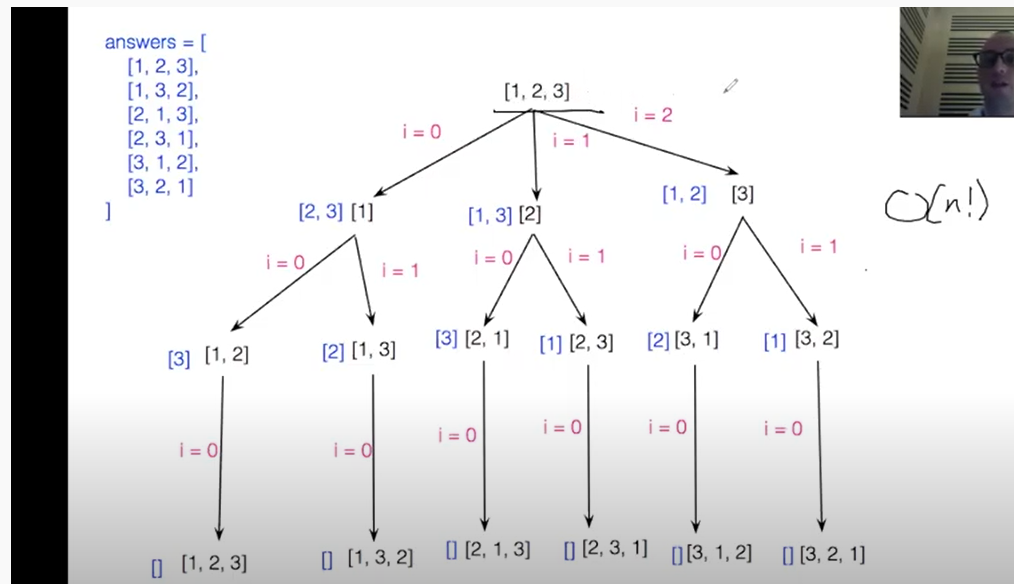 answers = [
[1, 2, 3],
[1, 3, 2],
[2, 1, 3],
[2, 3, 1],
[3, 1, 2],
[3, 2, 1]
]
[1, 2, 3]
i = 0
i = 1
i = 2
[2, 3] [1]
[1, 3] [2]
[1, 2] [3]
O(n!)
i = 0
i = 1
i = 0
i = 1
i = 0
i = 1
[3] [1, 2]
[2] [1, 3]
[3] [2, 1]
[1] [2, 3]
[2] [3, 1]
[1] [3, 2]
i = 0
i = 0
i = 0
i = 0
i = 0
i = 0
[] [1, 2, 3]
[] [1, 3, 2]
[] [2, 1, 3]
[] [2, 3, 1]
[] [3, 1, 2]
[] [3, 2, 1]